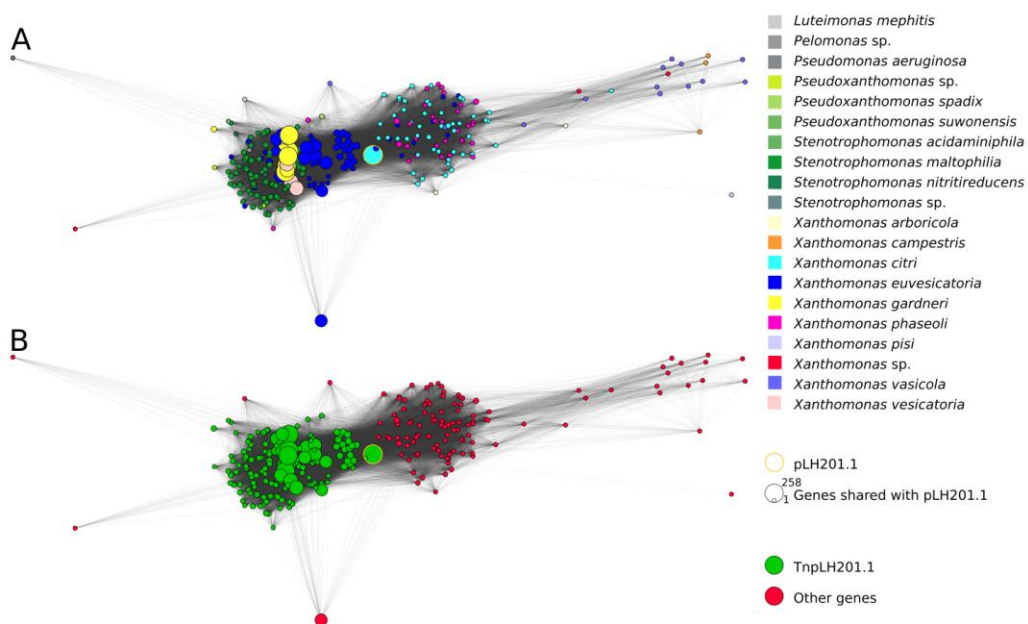 A
B
Luteimonas mephitis
Pelomonas sp.
Pseudomonas aeruginosa
Pseudoxanthomonas sp.
Pseudoxanthomonas spadix
Pseudoxanthomonas suwonensis
Stenotrophomonas acidaminiphila
Stenotrophomonas maltophilia
Stenotrophomonas nitritireducens
Stenotrophomonas sp.
Xanthomonas arboricola
Xanthomonas campestris
Xanthomonas citri
Xanthomonas euvesicatoria
Xanthomonas gardneri
Xanthomonas phaseoli
Xanthomonas pisi
Xanthomonas sp.
Xanthomonas vasicola
Xanthomonas vesicatoria
pLH201.1
258
1
Genes shared with pLH201.1
TnpLH201.1
Other genes